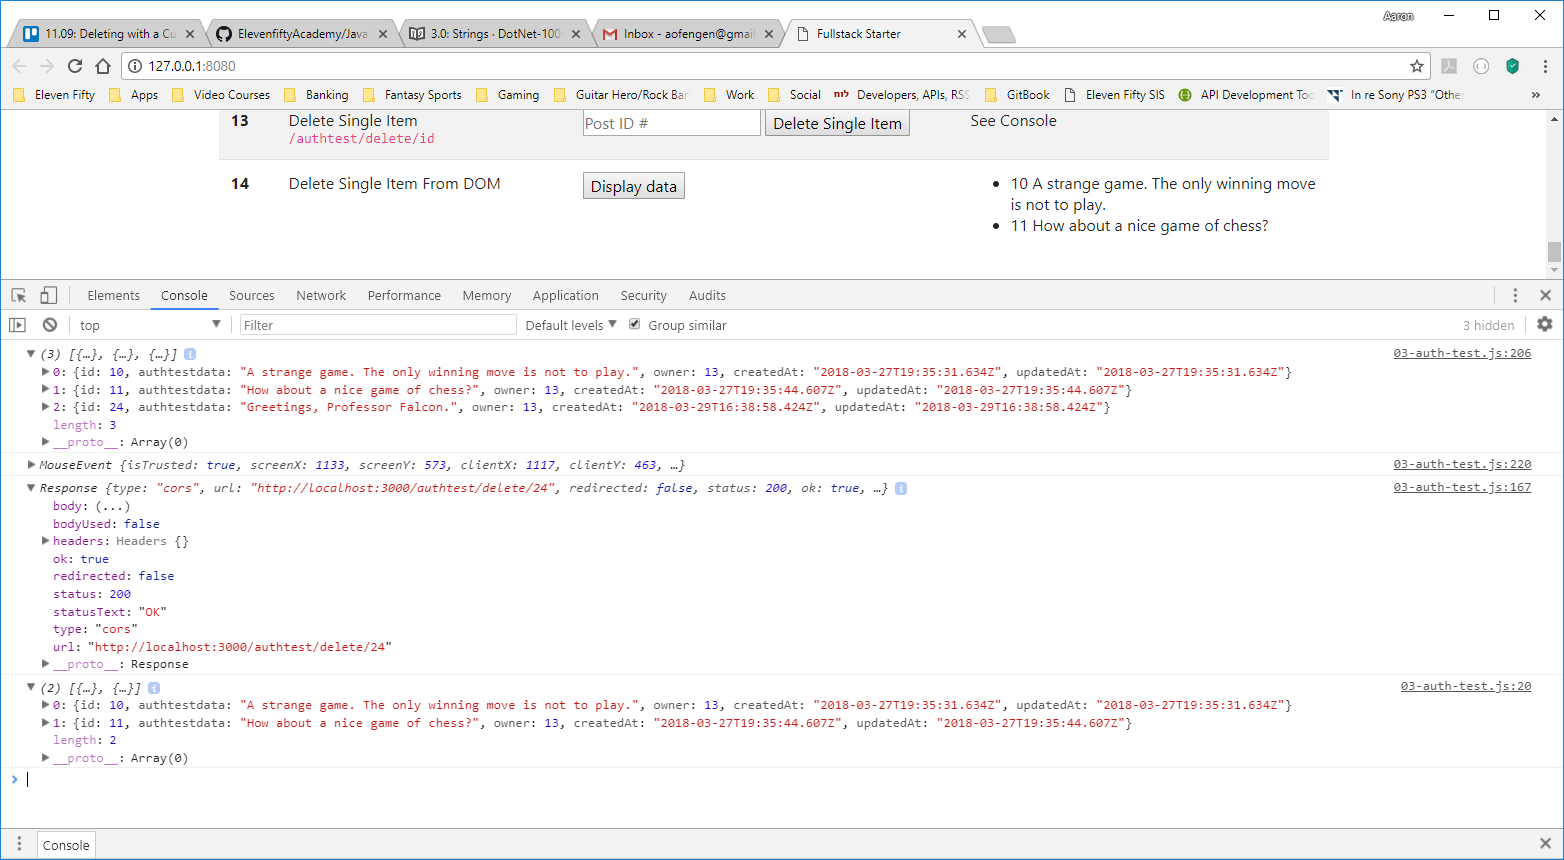 Aaron
11.09: Deleting with a Cu
ElevenfiftyAcademy/Java
3.0: Strings · DotNet-100
Inbox - aofengen@gmai
Fullstack Starter
127.0.0.1:8080
Eleven Fifty Apps Video Courses Banking Fantasy Sports Gaming Guitar Hero/Rock Ban Work Social Developers, APIs, RSS GitBook Eleven Fifty SIS API Development Too In re Sony PS3 "Other »
13 Delete Single Item Post ID # Delete Single Item See Console
/authtest/delete/id
14 Delete Single Item From DOM Display data • 10 A strange game. The only winning move
is not to play.
• 11 How about a nice game of chess?
Elements Console Sources Network Performance Memory Application Security Audits
top Filter Default levels Group similar 3 hidden
(3) [{…}, {…}, {…}] i 03-auth-test.js:206
0: {id: 10, authtestdata: "A strange game. The only winning move is not to play.", owner: 13, createdAt: "2018-03-27T19:35:31.634Z", updatedAt: "2018-03-27T19:35:31.634Z"}
1: {id: 11, authtestdata: "How about a nice game of chess?", owner: 13, createdAt: "2018-03-27T19:35:44.607Z", updatedAt: "2018-03-27T19:35:44.607Z"}
2: {id: 24, authtestdata: "Greetings, Professor Falcon.", owner: 13, createdAt: "2018-03-29T16:38:58.424Z", updatedAt: "2018-03-29T16:38:58.424Z"}
length: 3
__proto__: Array(0)
MouseEvent {isTrusted: true, screenX: 1133, screenY: 573, clientX: 1117, clientY: 463, …} 03-auth-test.js:220
Response {type: "cors", url: "http://localhost:3000/authtest/delete/24", redirected: false, status: 200, ok: true, …} i 03-auth-test.js:167
body: (...)
bodyUsed: false
headers: Headers {}
ok: true
redirected: false
status: 200
statusText: "OK"
type: "cors"
url: "http://localhost:3000/authtest/delete/24"
__proto__: Response
(2) [{…}, {…}] i 03-auth-test.js:20
0: {id: 10, authtestdata: "A strange game. The only winning move is not to play.", owner: 13, createdAt: "2018-03-27T19:35:31.634Z", updatedAt: "2018-03-27T19:35:31.634Z"}
1: {id: 11, authtestdata: "How about a nice game of chess?", owner: 13, createdAt: "2018-03-27T19:35:44.607Z", updatedAt: "2018-03-27T19:35:44.607Z"}
length: 2
__proto__: Array(0)
Console